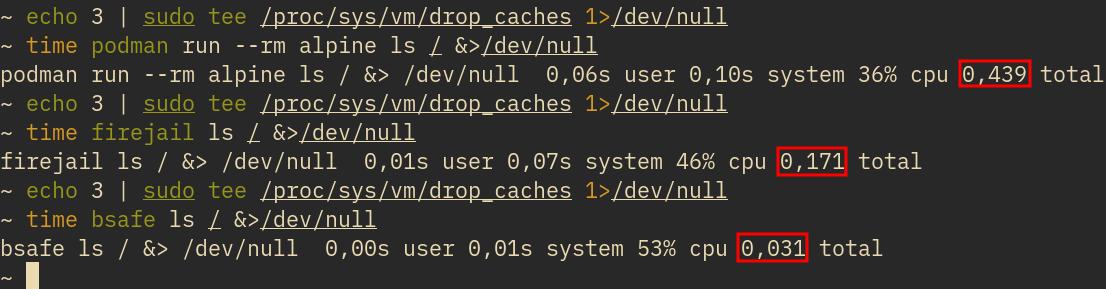 ~ echo 3 | sudo tee /proc/sys/vm/drop_caches 1>/dev/null
~ time podman run --rm alpine ls / &>/dev/null
podman run --rm alpine ls / &> /dev/null  0,06s user 0,10s system 36% cpu 0,439 total
~ echo 3 | sudo tee /proc/sys/vm/drop_caches 1>/dev/null
~ time firejail ls / &>/dev/null
firejail ls / &> /dev/null  0,01s user 0,07s system 46% cpu 0,171 total
~ echo 3 | sudo tee /proc/sys/vm/drop_caches 1>/dev/null
~ time bsafe ls / &>/dev/null
bsafe ls / &> /dev/null  0,00s user 0,01s system 53% cpu 0,031 total
~